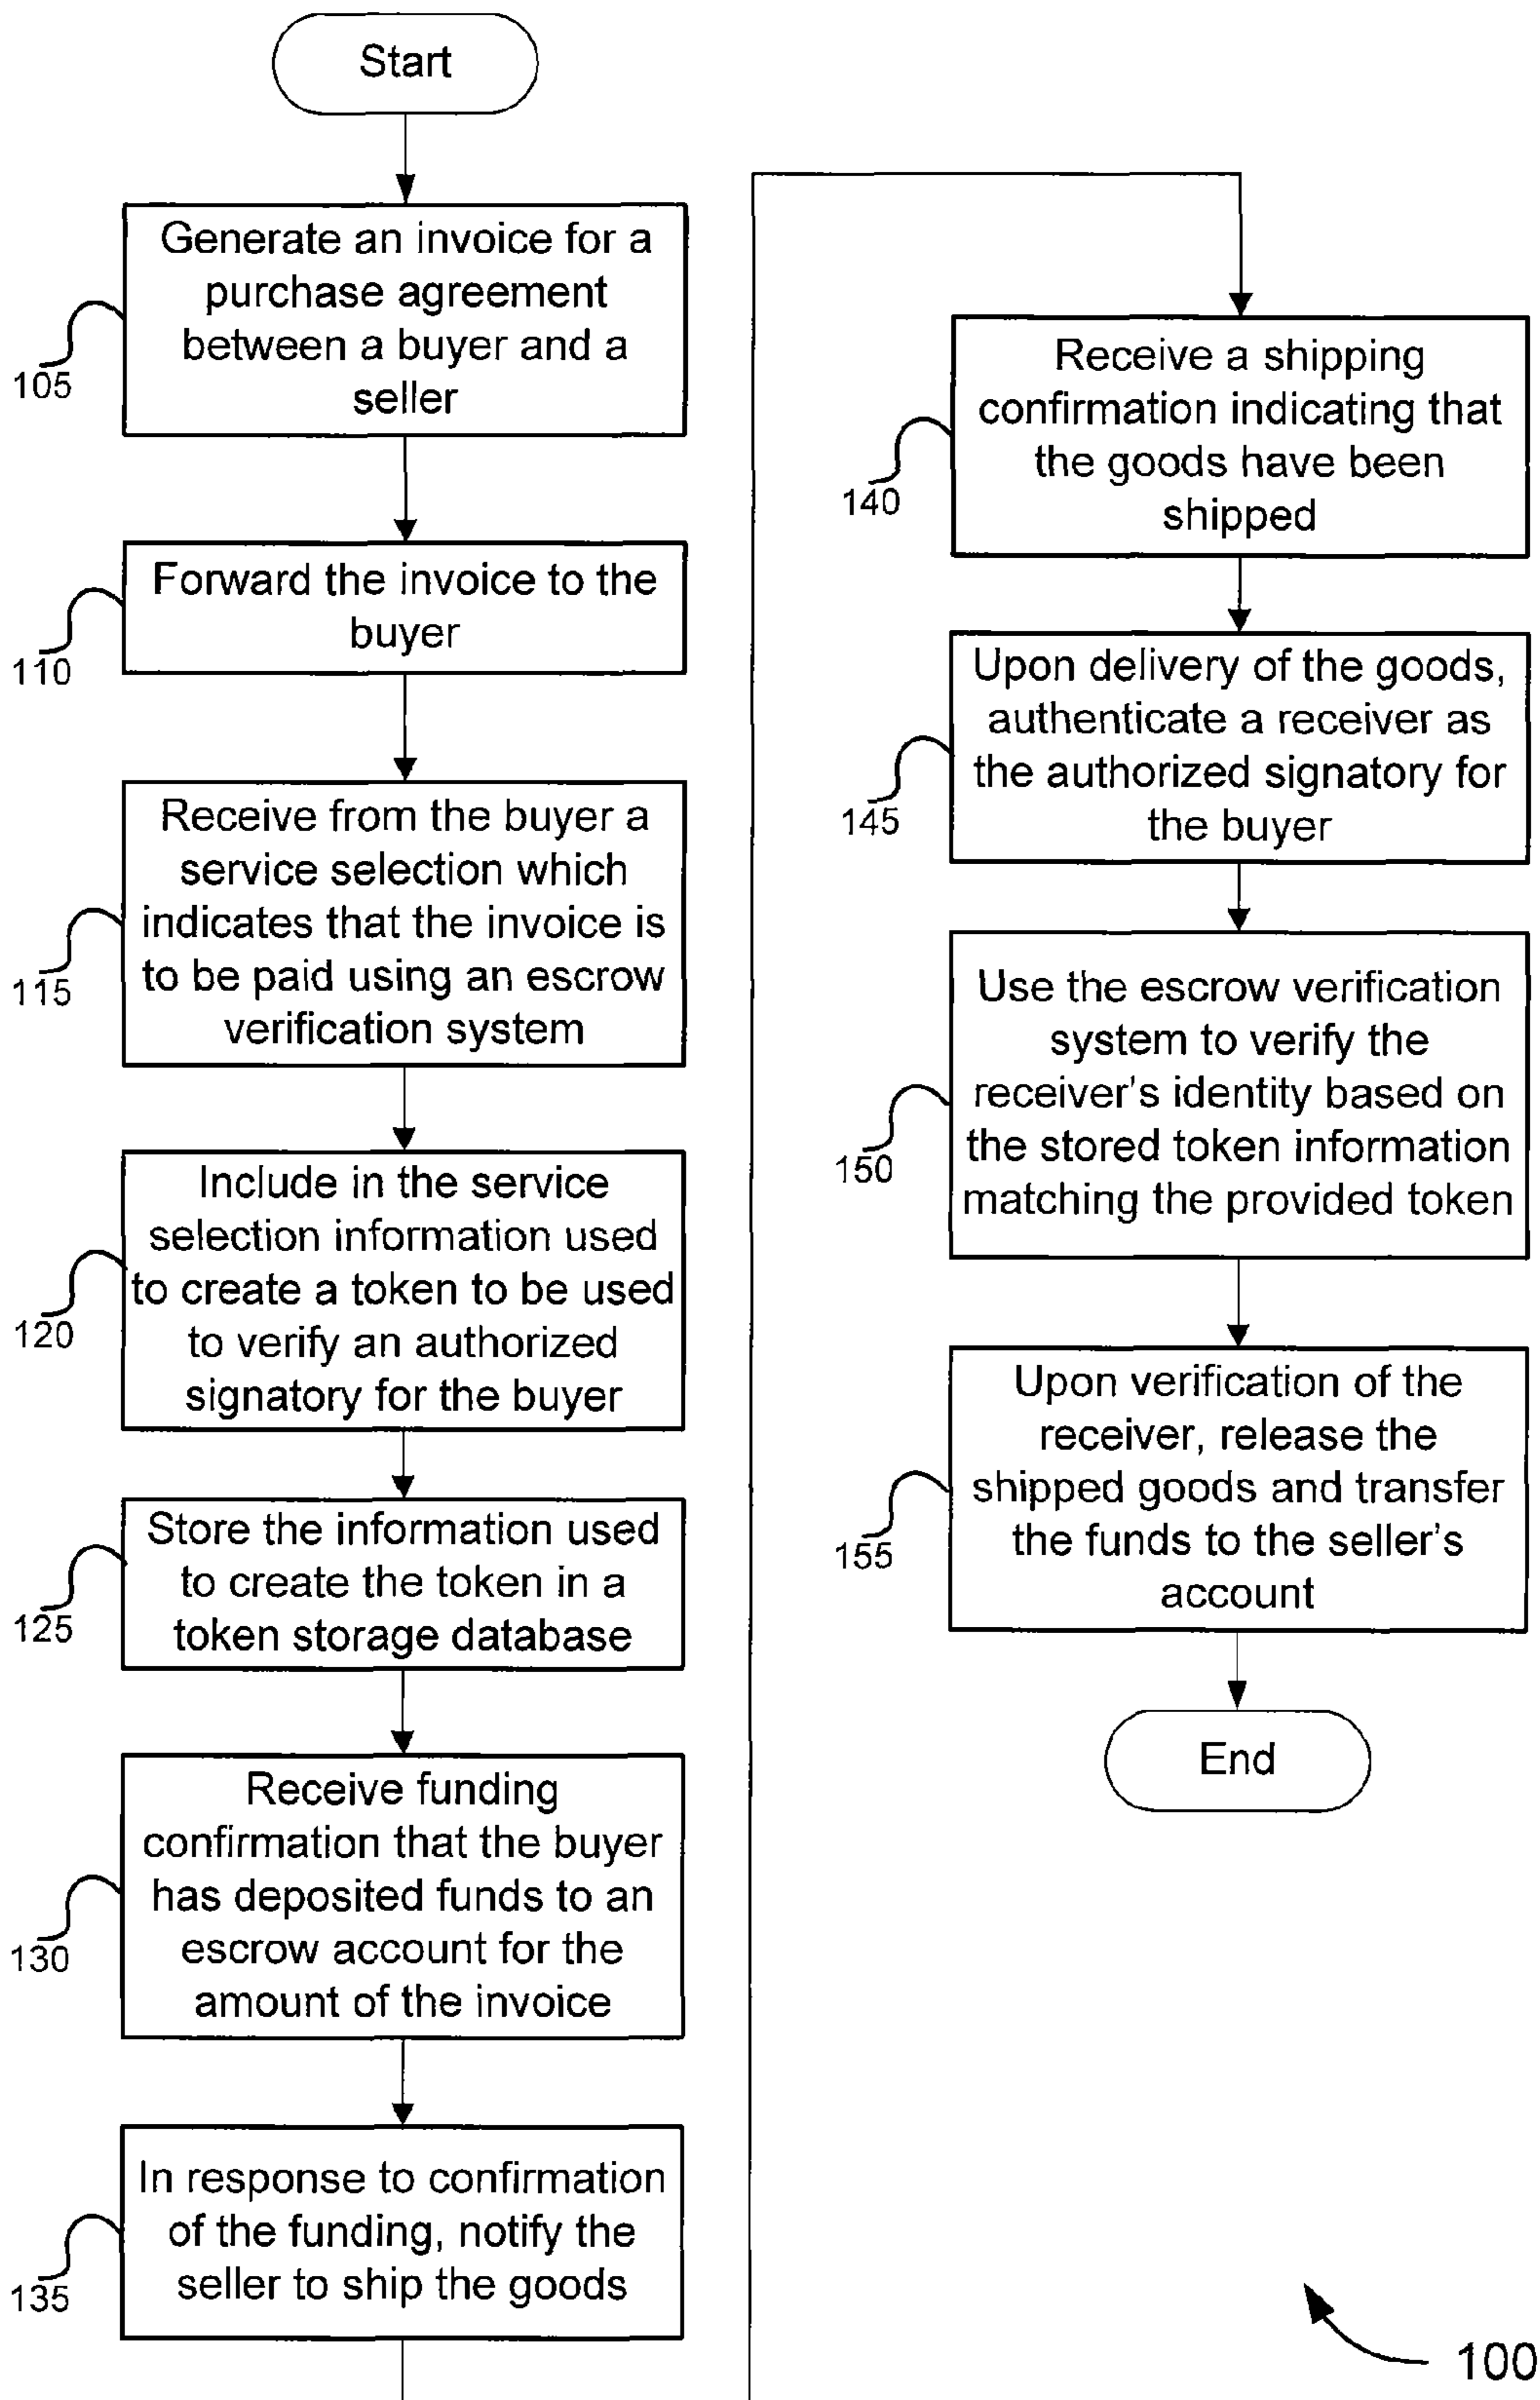 Start
Generate an invoice for a
purchase agreement
between a buyer and a
seller
105
Forward the invoice to the
buyer
110
Receive from the buyer a
service selection which
indicates that the invoice is
to be paid using an escrow
verification system
115
Include in the service
selection information used
to create a token to be used
to verify an authorized
signatory for the buyer
120
Store the information used
to create the token in a
token storage database
125
Receive funding
confirmation that the buyer
has deposited funds to an
escrow account for the
amount of the invoice
130
In response to confirmation
of the funding, notify the
seller to ship the goods
135
Receive a shipping
confirmation indicating that
the goods have been
shipped
140
Upon delivery of the goods,
authenticate a receiver as
the authorized signatory for
the buyer
145
Use the escrow verification
system to verify the
receiver's identity based on
the stored token information
matching the provided token
150
Upon verification of the
receiver, release the
shipped goods and transfer
the funds to the seller's
account
155
End
100